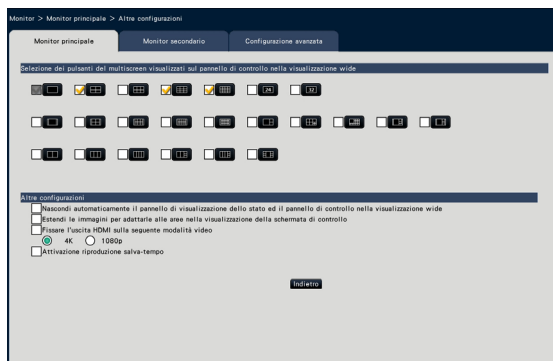 Monitor > Monitor principale > Altre configurazioni
Monitor principale Monitor secondario Configurazione avanzata
Selezione dei pulsanti del multiscreen visualizzati sul pannello di controllo nella visualizzazione wide
24 32
Altre configurazioni
Nascondi automaticamente il pannello di visualizzazione dello stato ed il pannello di controllo nella visualizzazione wide
Estendi le immagini per adattarle alle aree nella visualizzazione della schermata di controllo
Fissare l'uscita HDMI sulla seguente modalità video
4K 1080p
Attivazione riproduzione salva-tempo
Indietro